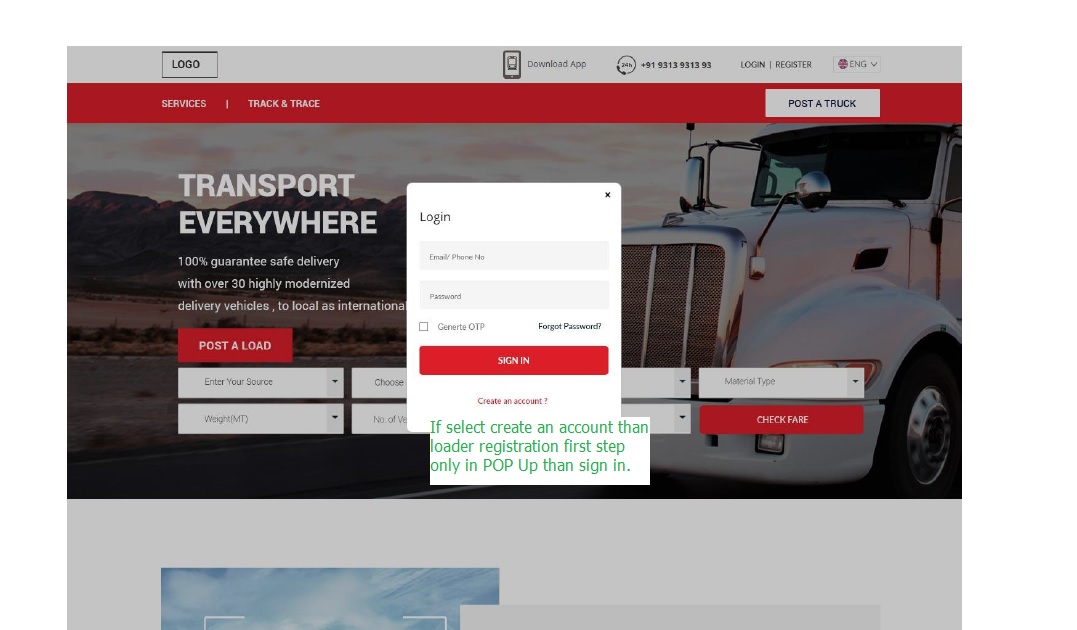 LOGO
Download App
24h
+91 9313 9313 93
LOGIN | REGISTER
ENG
SERVICES | TRACK & TRACE
POST A TRUCK
TRANSPORT
EVERYWHERE
100% guarantee safe delivery
with over 30 highly modernized
delivery vehicles , to local as international
POST A LOAD
×
Login
Email/ Phone No
Password
Generte OTP
Forgot Password?
SIGN IN
Create an account ?
Enter Your Source
Choose
Material Type
Weight(MT)
No. of Ve
CHECK FARE
If select create an account than
loader registration first step
only in POP Up than sign in.